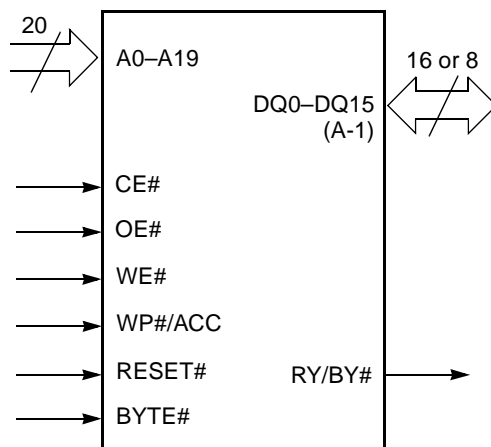 20
A0–A19
16 or 8
DQ0–DQ15
(A-1)
CE#
OE#
WE#
WP#/ACC
RESET#
RY/BY#
BYTE#